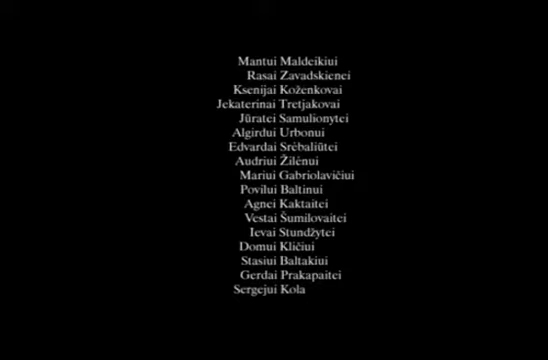 Mantui Maldeikiui
Rasai Zavadskienei
Ksenijai Koženkovai
Jekaterinai Tretjakovai
Jūratei Samulionytei
Algirdui Urbonui
Edvardai Srėbaliūtei
Audriui Žilėnui
Mariui Gabriolavičiui
Povilui Baltinui
Agnei Kaktaitei
Vestai Šumilovaitei
Ievai Stundžytei
Domui Kličiui
Stasiui Baltakiui
Gerdai Prakapaitei
Sergejui Kola